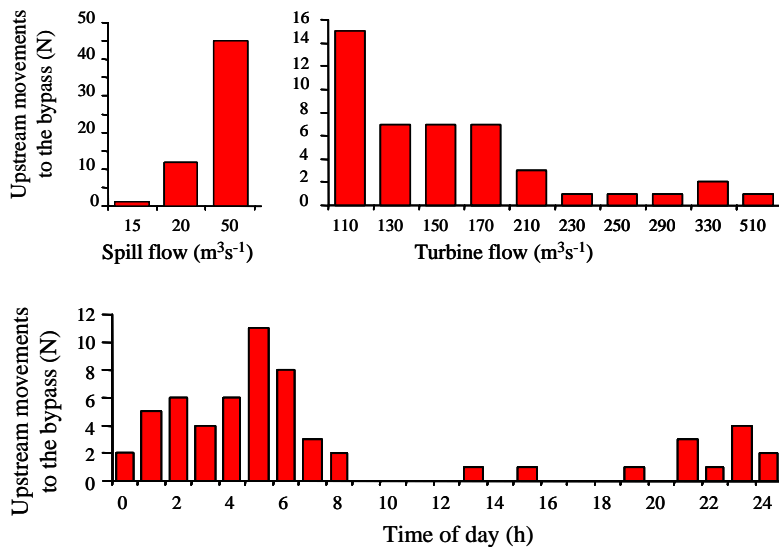 Upstream movements
to the bypass (N)
50
40
30
20
10
0
15 20 50
Spill flow (m³s⁻¹)
16
14
12
10
8
6
4
2
0
110 130 150 170 210 230 250 290 330 510
Turbine flow (m³s⁻¹)
Upstream movements
to the bypass (N)
12
10
8
6
4
2
0
0 2 4 6 8 10 12 14 16 18 20 22 24
Time of day (h)